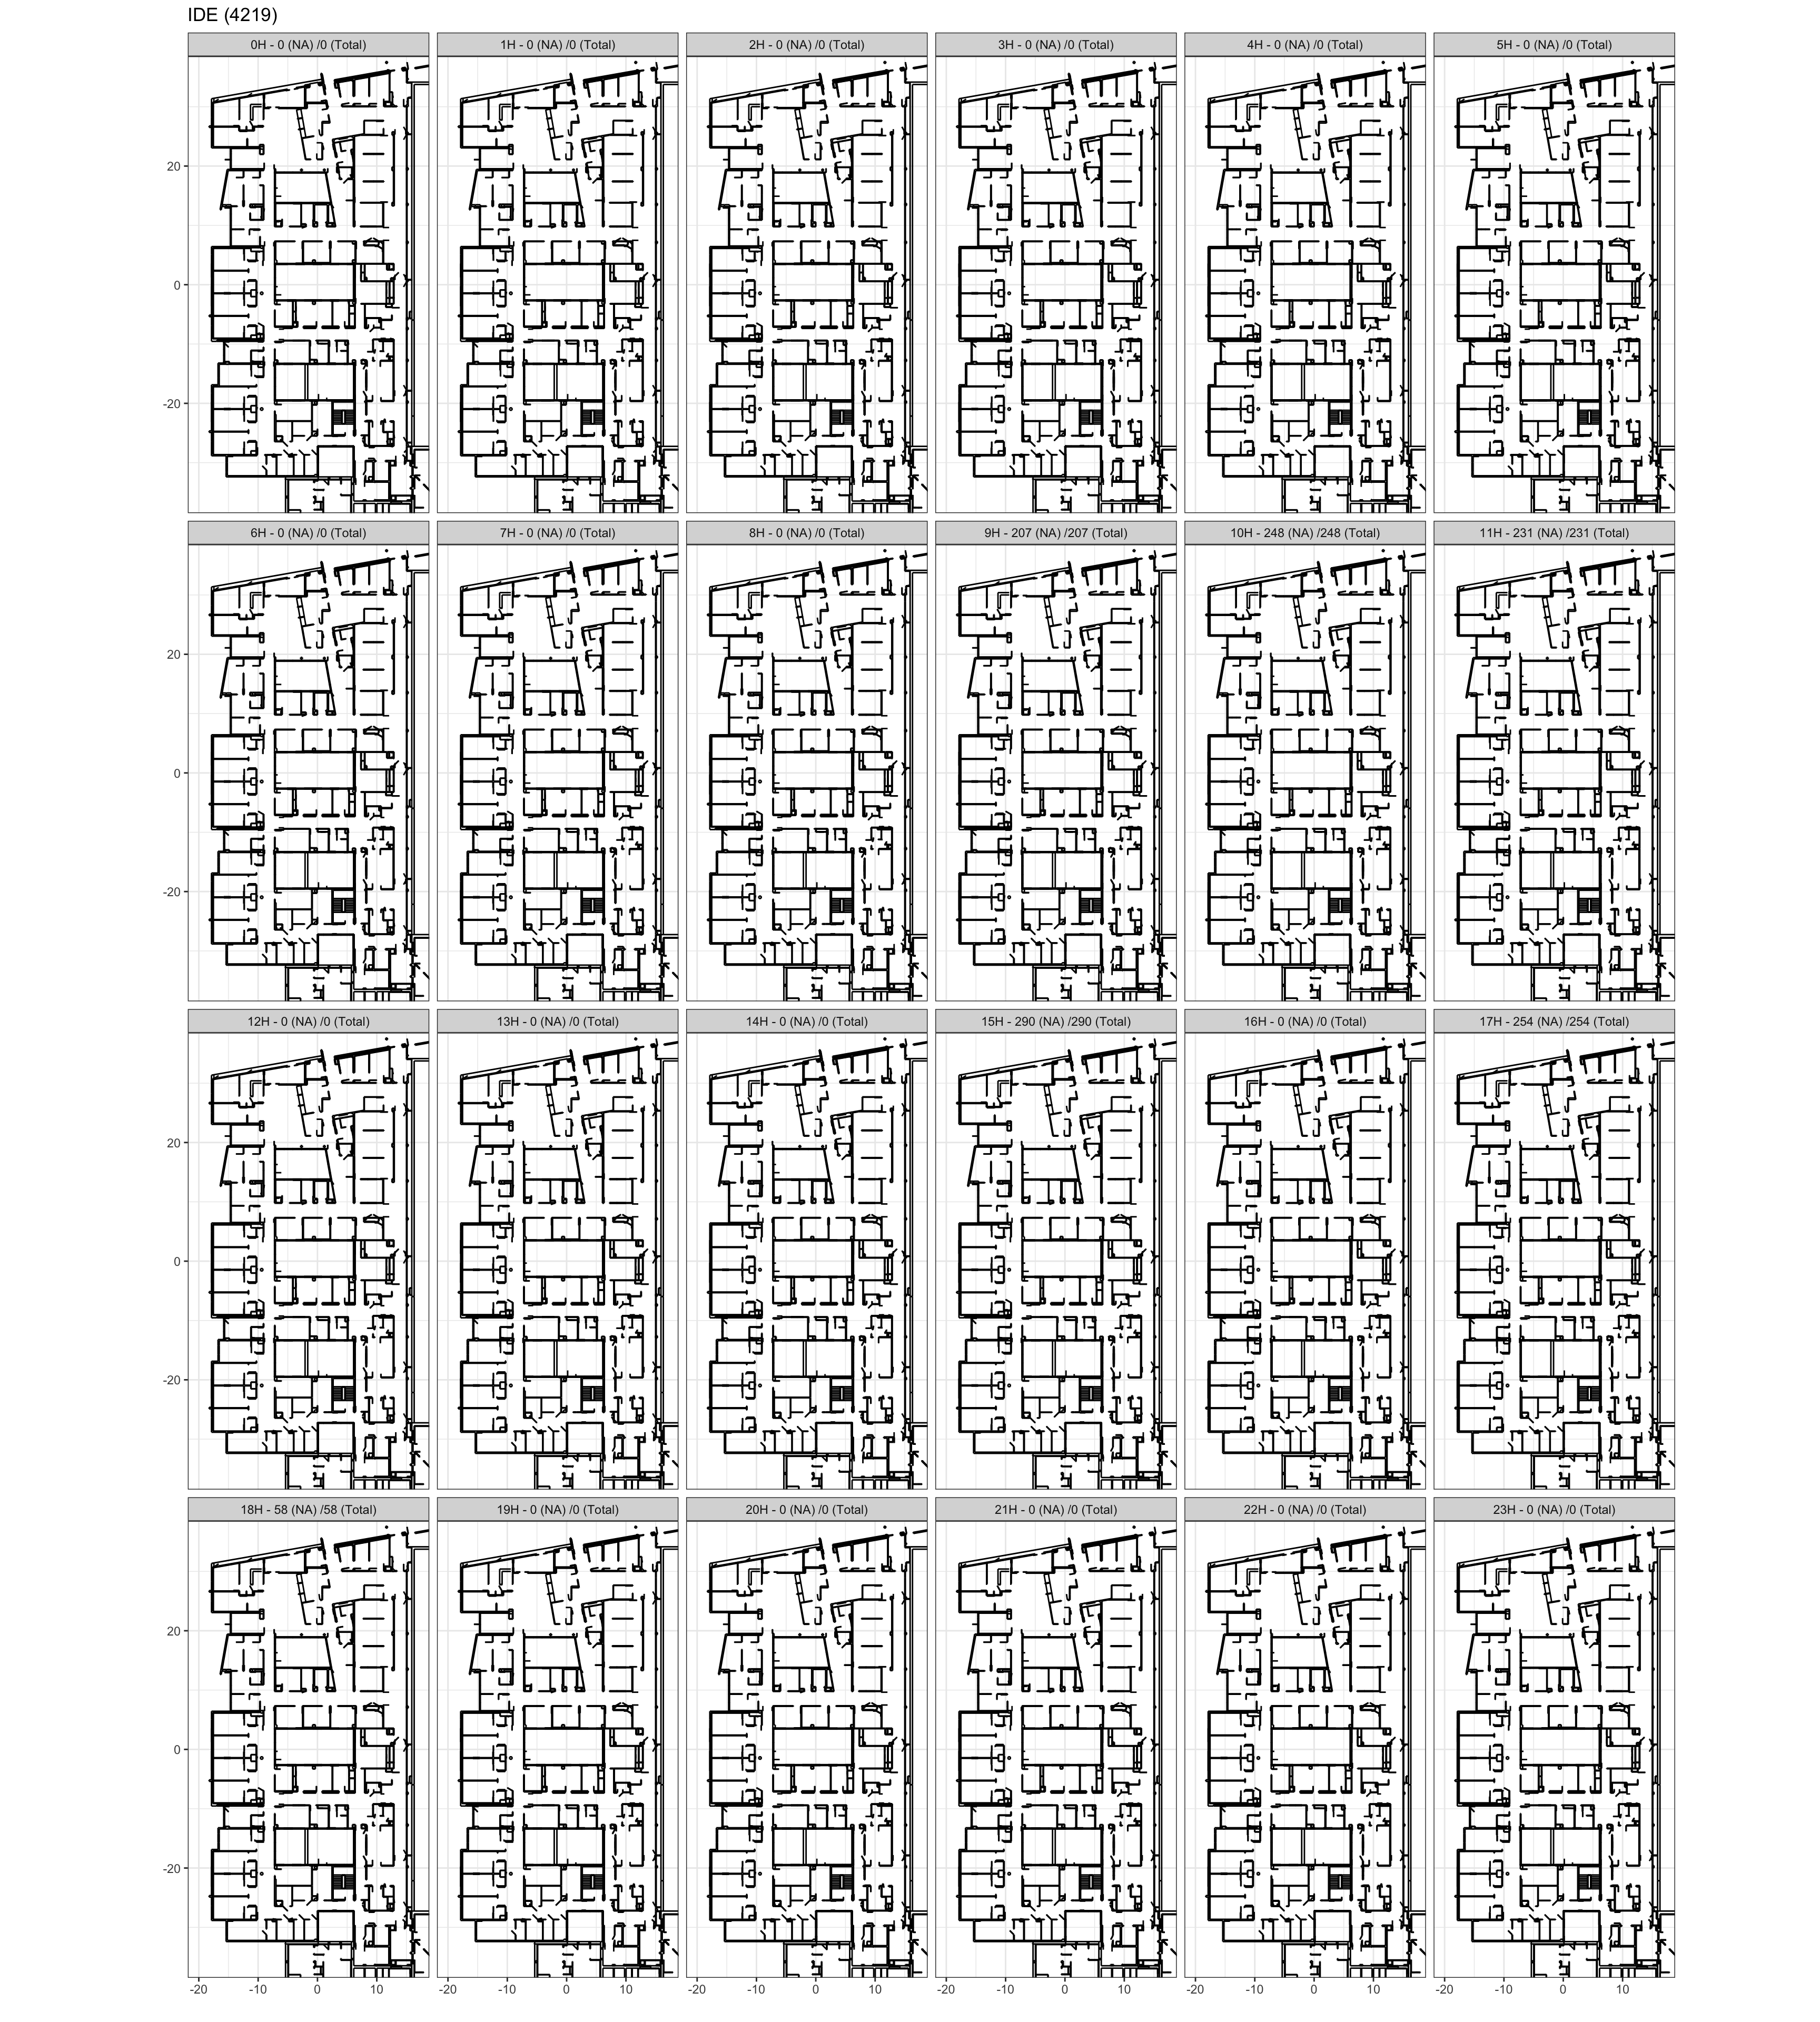 IDE (4219)
0H - 0 (NA) /0 (Total) 1H - 0 (NA) /0 (Total) 2H - 0 (NA) /0 (Total) 3H - 0 (NA) /0 (Total) 4H - 0 (NA) /0 (Total) 5H - 0 (NA) /0 (Total)
20
0
-20
6H - 0 (NA) /0 (Total) 7H - 0 (NA) /0 (Total) 8H - 0 (NA) /0 (Total) 9H - 207 (NA) /207 (Total) 10H - 248 (NA) /248 (Total) 11H - 231 (NA) /231 (Total)
20
0
-20
12H - 0 (NA) /0 (Total) 13H - 0 (NA) /0 (Total) 14H - 0 (NA) /0 (Total) 15H - 290 (NA) /290 (Total) 16H - 0 (NA) /0 (Total) 17H - 254 (NA) /254 (Total)
20
0
-20
18H - 58 (NA) /58 (Total) 19H - 0 (NA) /0 (Total) 20H - 0 (NA) /0 (Total) 21H - 0 (NA) /0 (Total) 22H - 0 (NA) /0 (Total) 23H - 0 (NA) /0 (Total)
20
0
-20
-20 -10 0 10 -20 -10 0 10 -20 -10 0 10 -20 -10 0 10 -20 -10 0 10 -20 -10 0 10